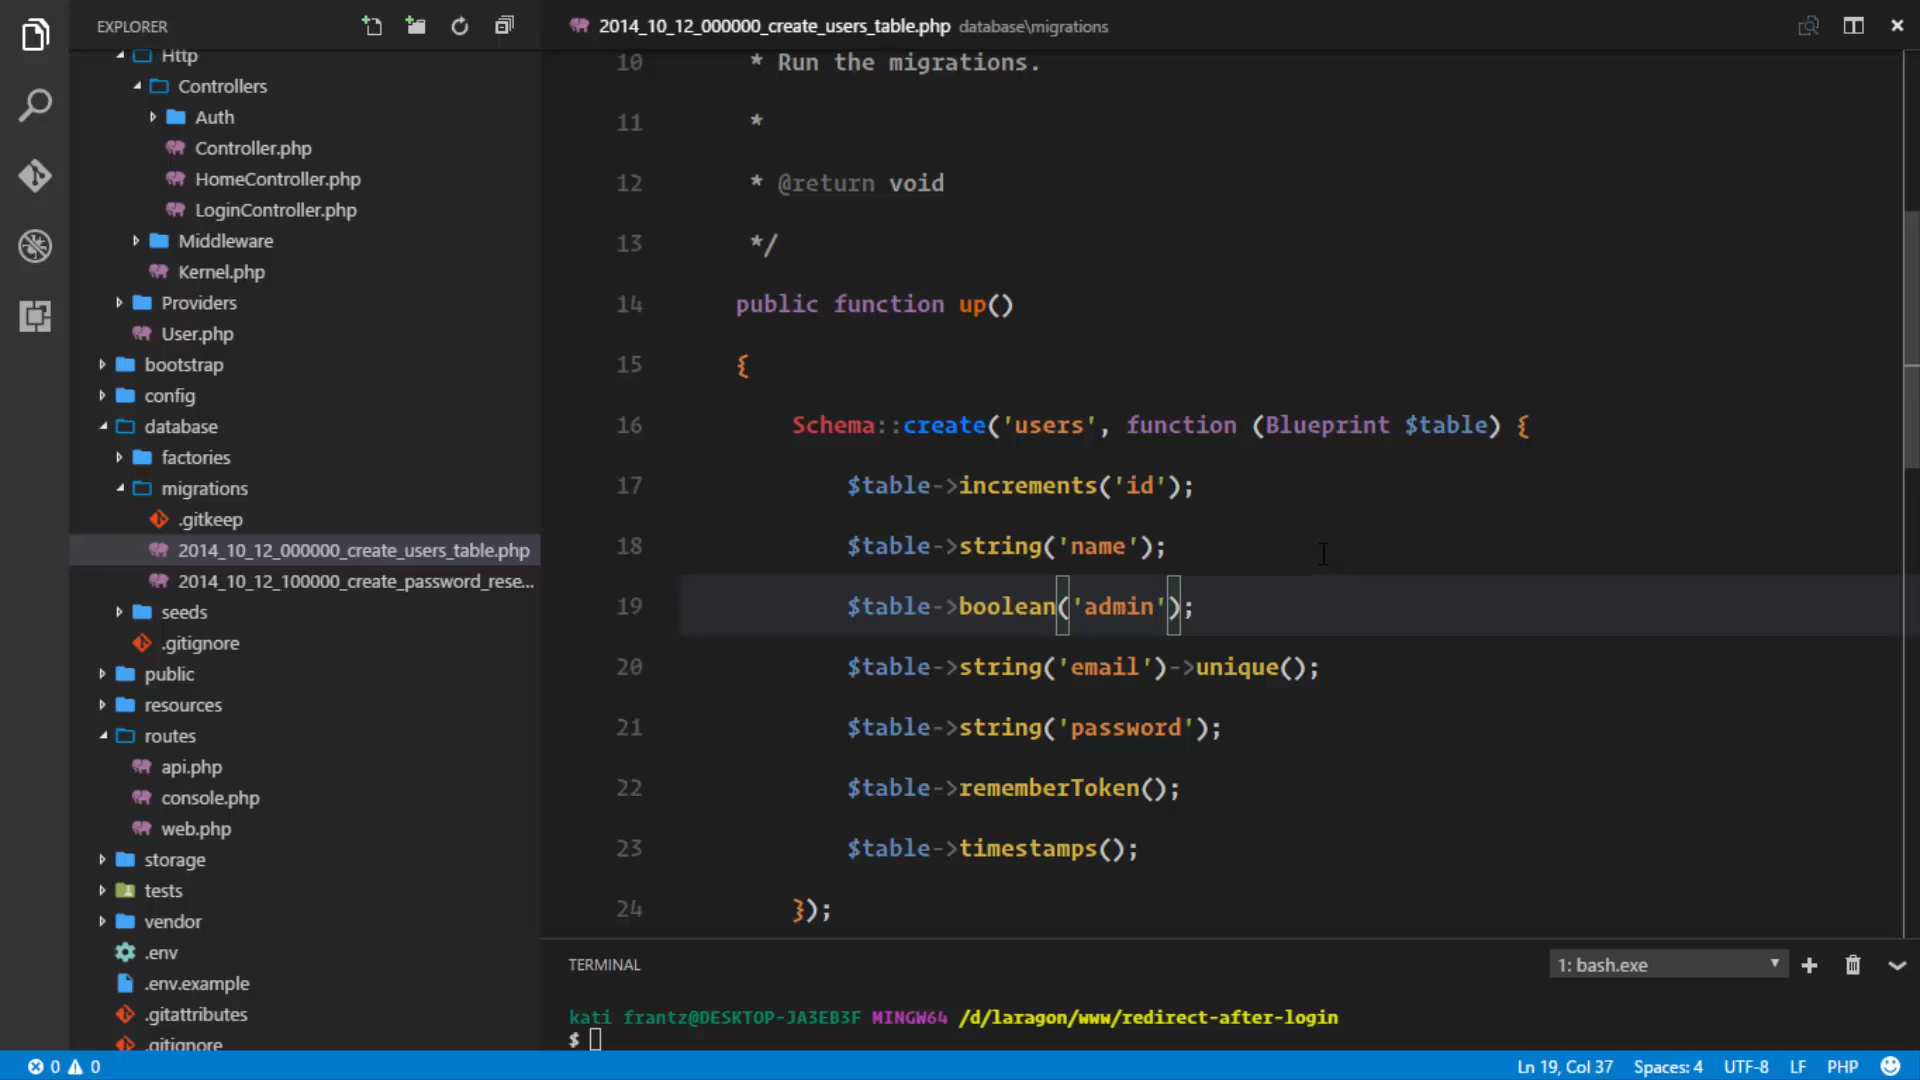 EXPLORER
Http
Controllers
Auth
Controller.php
HomeController.php
LoginController.php
Middleware
Kernel.php
Providers
User.php
bootstrap
config
database
factories
migrations
.gitkeep
2014_10_12_000000_create_users_table.php
2014_10_12_100000_create_password_rese...
seeds
.gitignore
public
resources
routes
api.php
console.php
web.php
storage
tests
vendor
.env
.env.example
.gitattributes
.gitignore
2014_10_12_000000_create_users_table.php database\migrations
10 * Run the migrations.
11 *
12 * @return void
13 */
14 public function up()
15 {
16 Schema::create('users', function (Blueprint $table) {
17 $table->increments('id');
18 $table->string('name');
19 $table->boolean('admin');
20 $table->string('email')->unique();
21 $table->string('password');
22 $table->rememberToken();
23 $table->timestamps();
24 });
TERMINAL
1: bash.exe
kati frantz@DESKTOP-JA3EB3F MINGW64 /d/laragon/www/redirect-after-login
$
0 0
Ln 19, Col 37 Spaces: 4 UTF-8 LF PHP